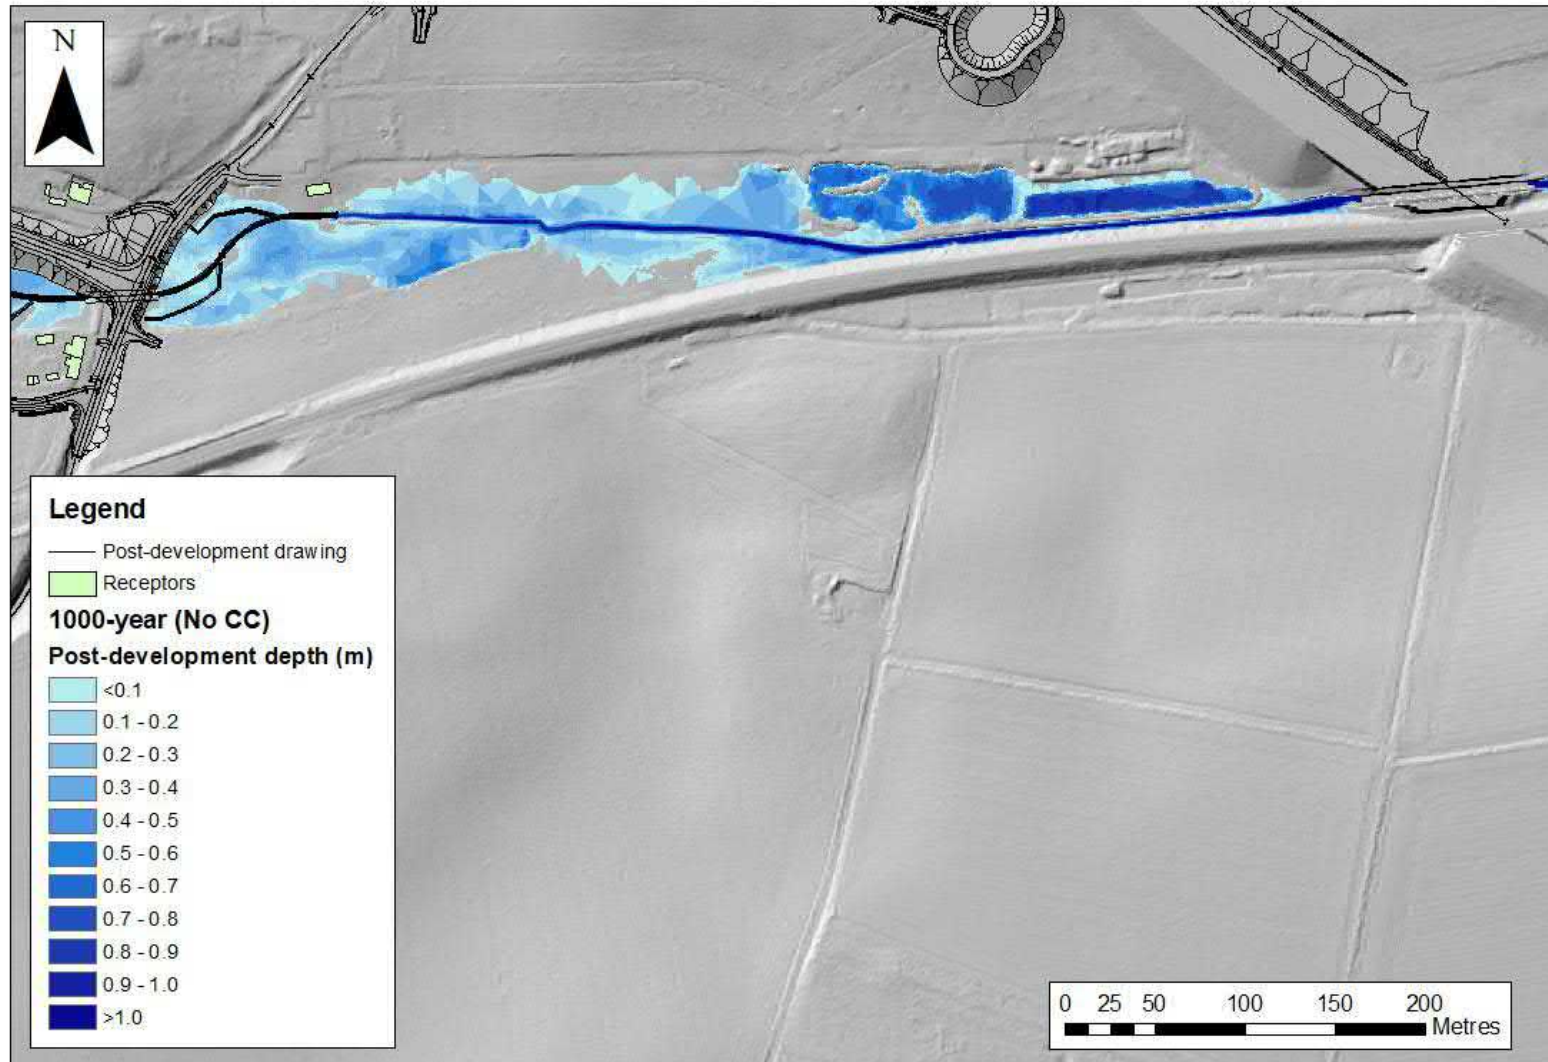 N
Legend
Post-development drawing
Receptors
1000-year (No CC)
Post-development depth (m)
<0.1
0.1 - 0.2
0.2 - 0.3
0.3 - 0.4
0.4 - 0.5
0.5 - 0.6
0.6 - 0.7
0.7 - 0.8
0.8 - 0.9
0.9 - 1.0
>1.0
0 25 50 100 150 200
Metres